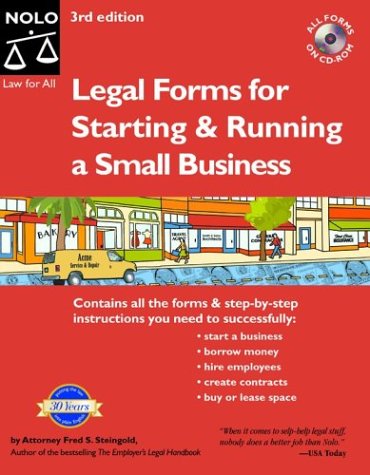 NOLO
3rd edition
ALL FORMS
ON CD-ROM
Law for All
Legal Forms for
Starting & Running
a Small Business
BAKERY
TRAVEL
Acme
Service & Repair
INSURANCE
Contains all the forms & step-by-step
instructions you need to successfully:
• start a business
• borrow money
• hire employees
• create contracts
• buy or lease space
30 Years
by Attorney Fred S. Steingold,
Author of the bestselling The Employer's Legal Handbook
"When it comes to self-help legal stuff,
nobody does a better job than Nolo."
—USA Today